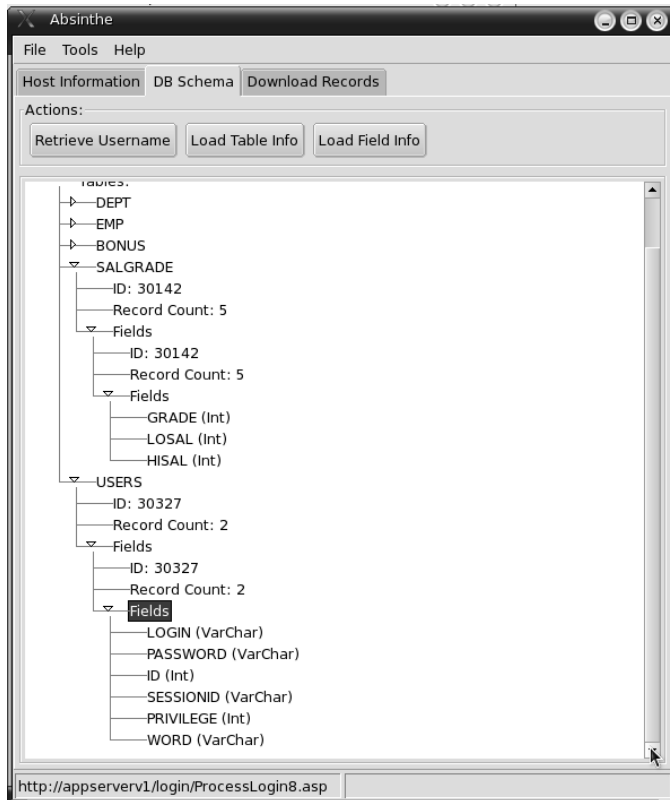 Absinthe
File Tools Help
Host Information DB Schema Download Records
Actions:
Retrieve Username Load Table Info Load Field Info
Tables:
DEPT
EMP
BONUS
SALGRADE
ID: 30142
Record Count: 5
Fields
ID: 30142
Record Count: 5
Fields
GRADE (Int)
LOSAL (Int)
HISAL (Int)
USERS
ID: 30327
Record Count: 2
Fields
ID: 30327
Record Count: 2
Fields
LOGIN (VarChar)
PASSWORD (VarChar)
ID (Int)
SESSIONID (VarChar)
PRIVILEGE (Int)
WORD (VarChar)
http://appserverv1/login/ProcessLogin8.asp